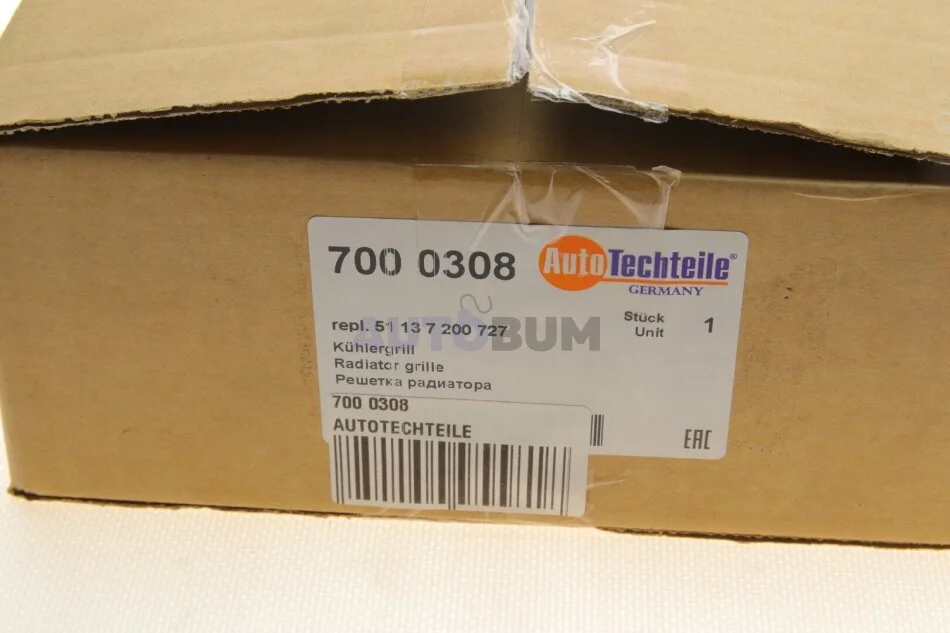 700 0308
AutoTechteile®
GERMANY
repl. 51 13 7 200 727
Stück
Unit
1
AUTOBUM
Kühlergrill
Radiator grille
Решетка радиатора
700 0308
AUTOTECHTEILE
EAC